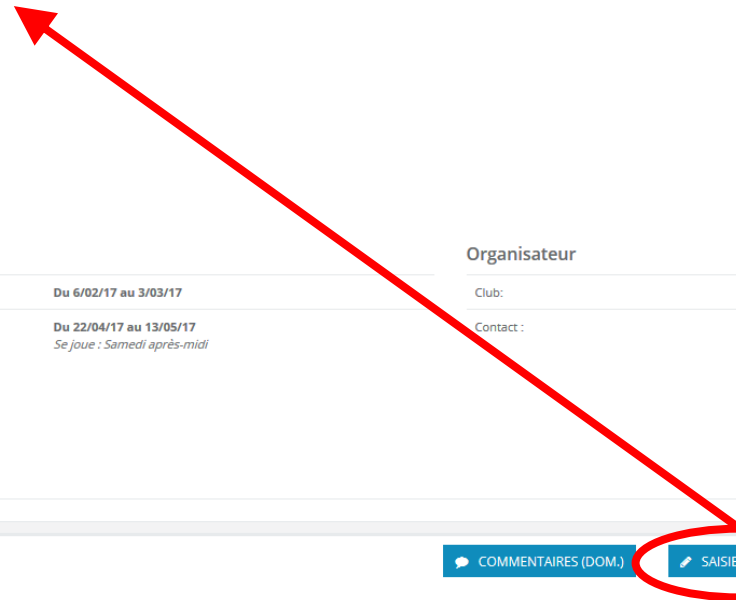 Organisateur
Du 6/02/17 au 3/03/17
Club:
Du 22/04/17 au 13/05/17
Contact :
Se joue : Samedi après-midi
COMMENTAIRES (DOM.)
SAISIE